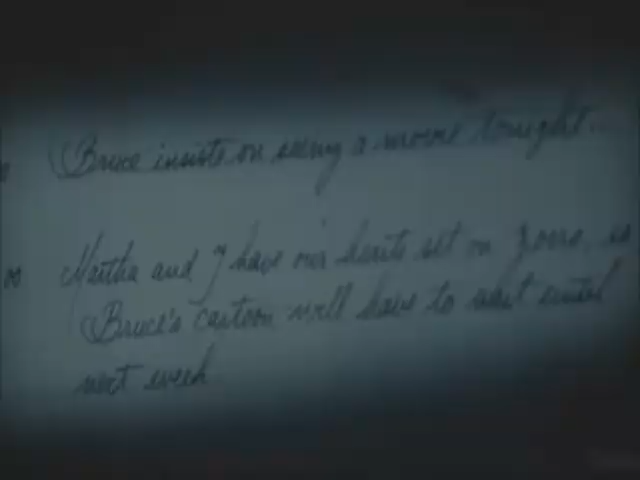 Bruce insists on seeing a movie tonight...
Martha and I have our hearts set on Zorro, so
Bruce's cartoon will have to wait until
next week